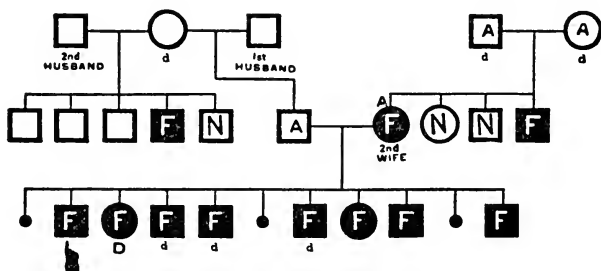 A A
2nd HUSBAND d 1st HUSBAND d d
A
F N A F N N F
2nd WIFE
F F F F F F F F
D d d d